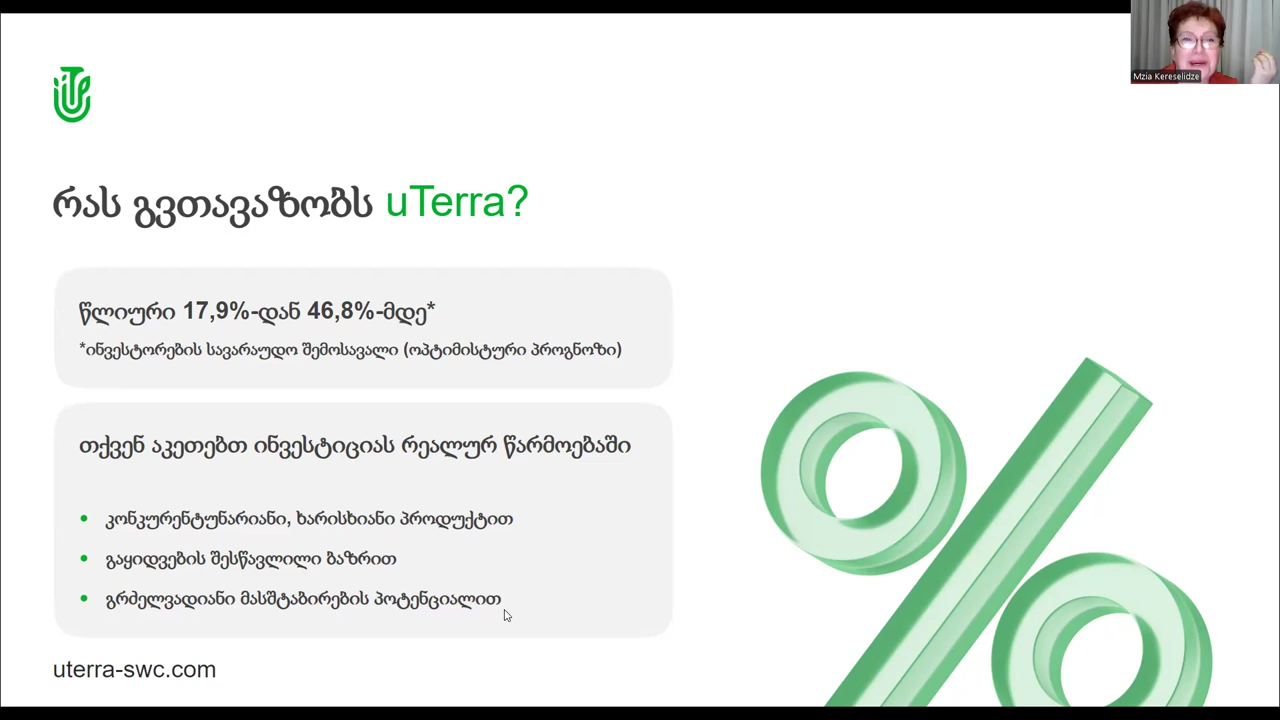 Mzia Kereselidze
რას გვთავაზობს uTerra?
წლიური 17,9%-დან 46,8%-მდე*
*ინვესტორების სავარაუდო შემოსავალი (ოპტიმისტური პროგნოზი)
თქვენ აკეთებთ ინვესტიციას რეალურ წარმოებაში
• კონკურენტუნარიანი, ხარისხიანი პროდუქტით
• გაყიდვების შესწავლილი ბაზრით
• გრძელვადიანი მასშტაბირების პოტენციალით
uterra-swc.com